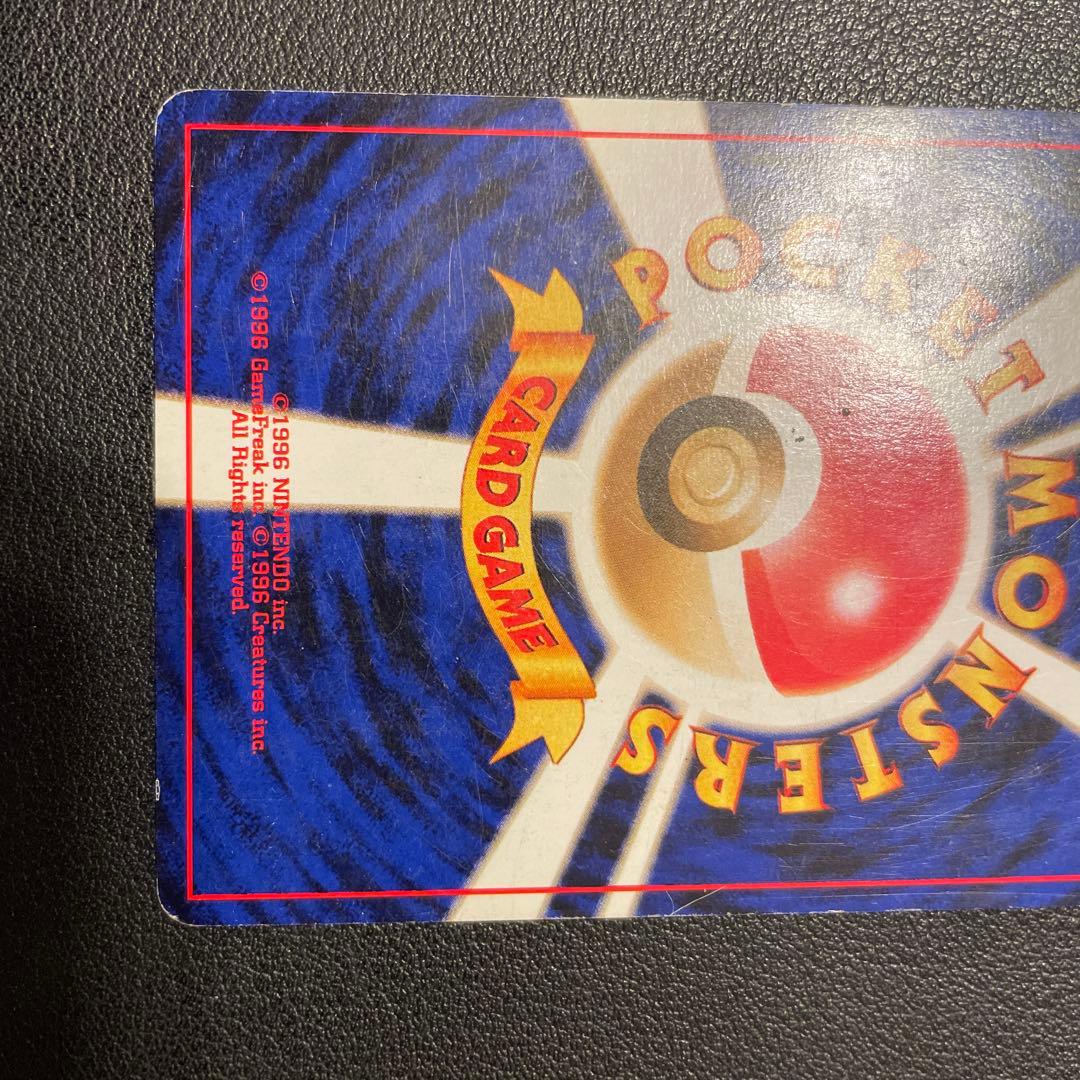 POCKET MONSTERS
CARD GAME
©1996 NINTENDO inc.
©1996 GameFreak inc. ©1996 Creatures inc.
All Rights reserved.